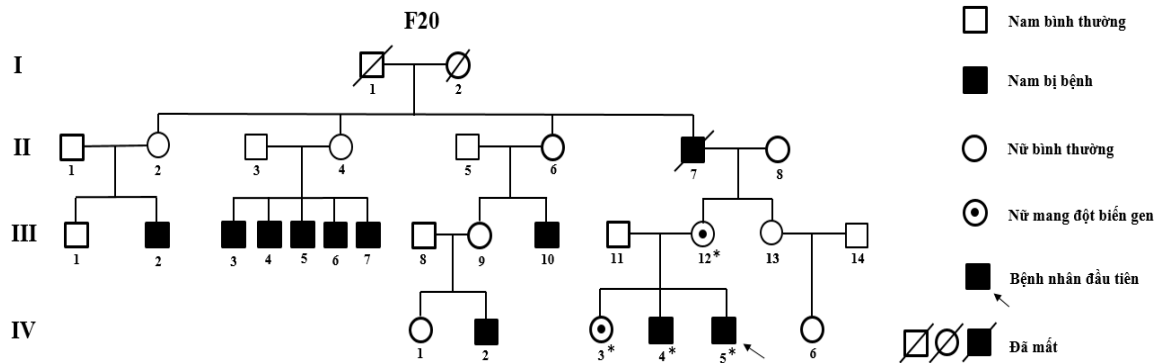 F20
Nam bình thường
I
1 2
Nam bị bệnh
II
1 2 3 4 5 6 7 8
Nữ bình thường
III
1 2 3 4 5 6 7 8 9 10 11 12* 13 14
Nữ mang đột biến gen
Bệnh nhân đầu tiên
IV
1 2 3* 4* 5* 6
Đã mất